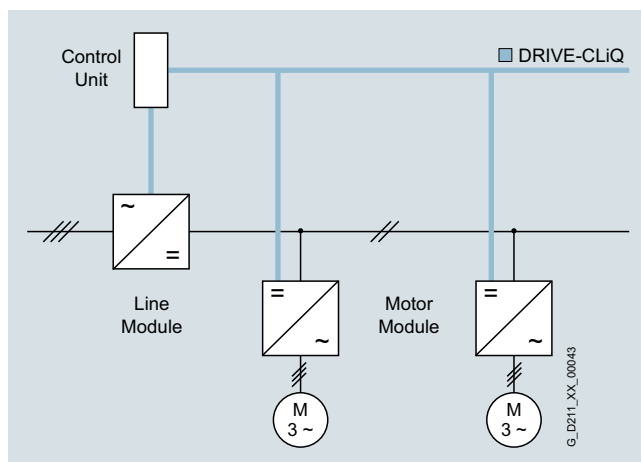 Control
Unit
DRIVE-CLiQ
~
=
Line
Module
=
~
Motor
Module
=
~
M
3 ~
M
3 ~
G_D211_XX_00043